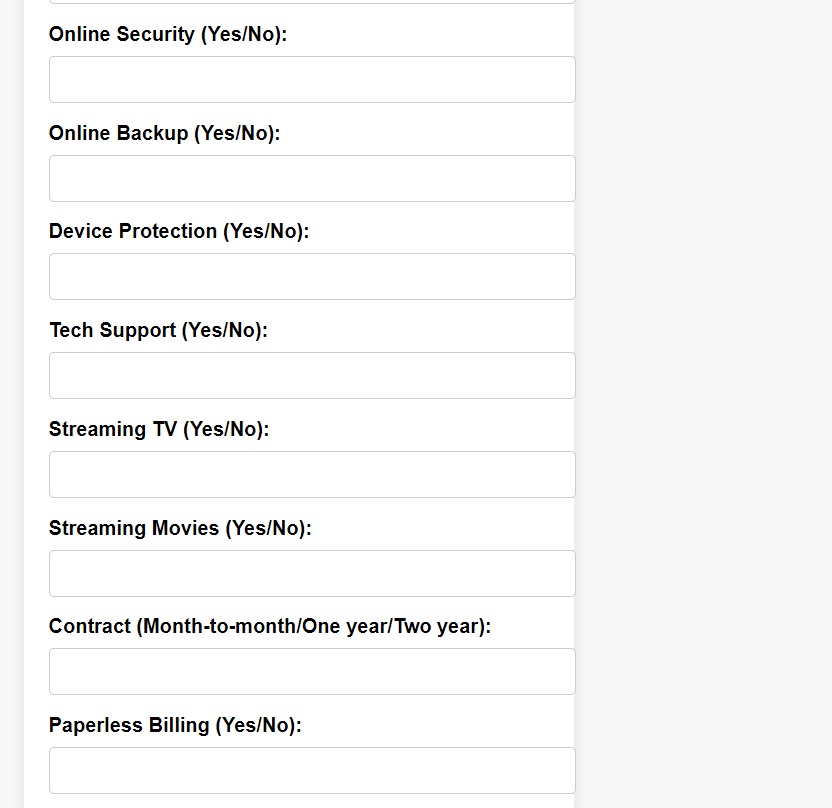 Online Security (Yes/No):
Online Backup (Yes/No):
Device Protection (Yes/No):
Tech Support (Yes/No):
Streaming TV (Yes/No):
Streaming Movies (Yes/No):
Contract (Month-to-month/One year/Two year):
Paperless Billing (Yes/No):